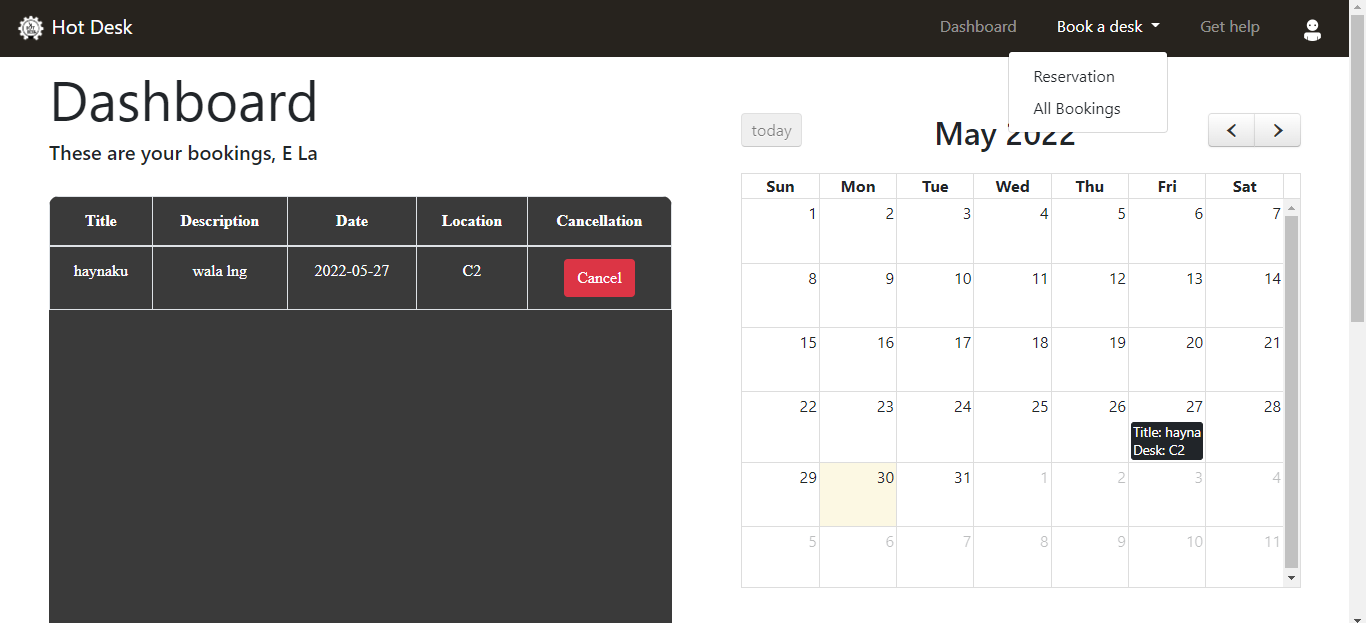 Hot Desk
Dashboard
Book a desk
Get help
Reservation
All Bookings
Dashboard
These are your bookings, E La
Title Description Date Location Cancellation
haynaku wala lng 2022-05-27 C2 Cancel
today
May 2022
Sun Mon Tue Wed Thu Fri Sat
1 2 3 4 5 6 7
8 9 10 11 12 13 14
15 16 17 18 19 20 21
22 23 24 25 26 27 28
Title: hayna
Desk: C2
29 30 31 1 2 3 4
5 6 7 8 9 10 11